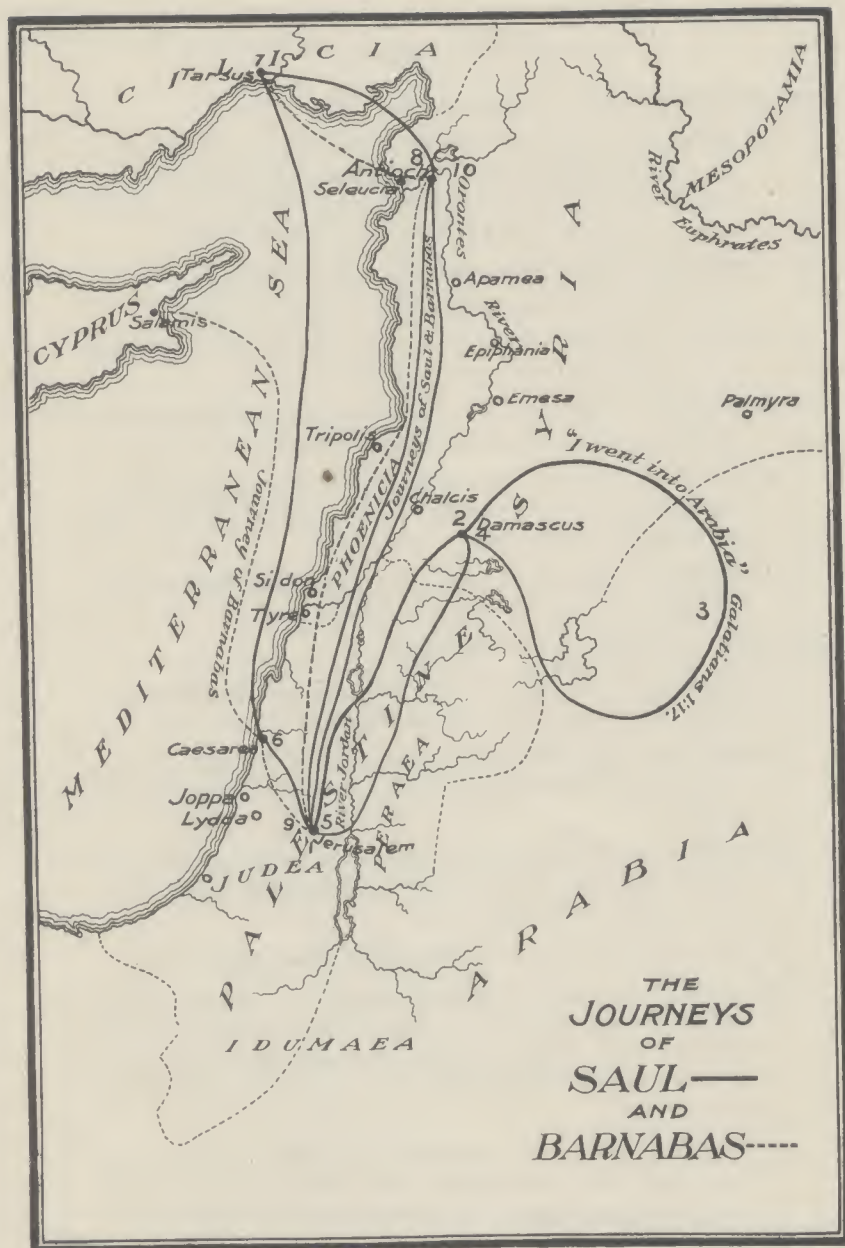 CILICIA
7
Tarsus
MESOPOTAMIA
River Euphrates
8
10
Antioch
Seleucia
Orontes River
Apamea
Epiphania
Emesa
Palmyra
SYRIA
CYPRUS
Salamis
MEDITERRANEAN SEA
Journey of Barnabas
Journeys of Saul & Barnabas
Tripolis
PHOENICIA
Chalcis
2
Damascus
4
"I went into Arabia" Galatians 1:17.
3
Sidon
Tyre
PALESTINE
6
Caesarea
River Jordan
PERAEA
Joppa
Lydda
9
5
1
Jerusalem
JUDEA
ARABIA
IDUMAEA
THE
JOURNEYS
OF
SAUL
AND
BARNABAS